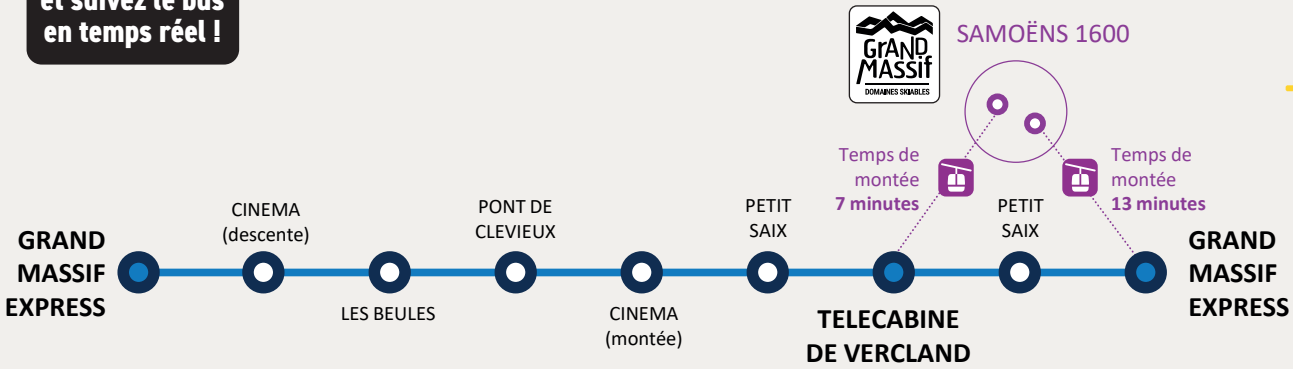 et suivez le bus
en temps réel !
GrAND
MASSif
DOMAINES SKIABLES
SAMOËNS 1600
Temps de
montée
7 minutes
Temps de
montée
13 minutes
GRAND
MASSIF
EXPRESS
CINEMA
(descente)
LES BEULES
PONT DE
CLEVIEUX
CINEMA
(montée)
PETIT
SAIX
TELECABINE
DE VERCLAND
PETIT
SAIX
GRAND
MASSIF
EXPRESS